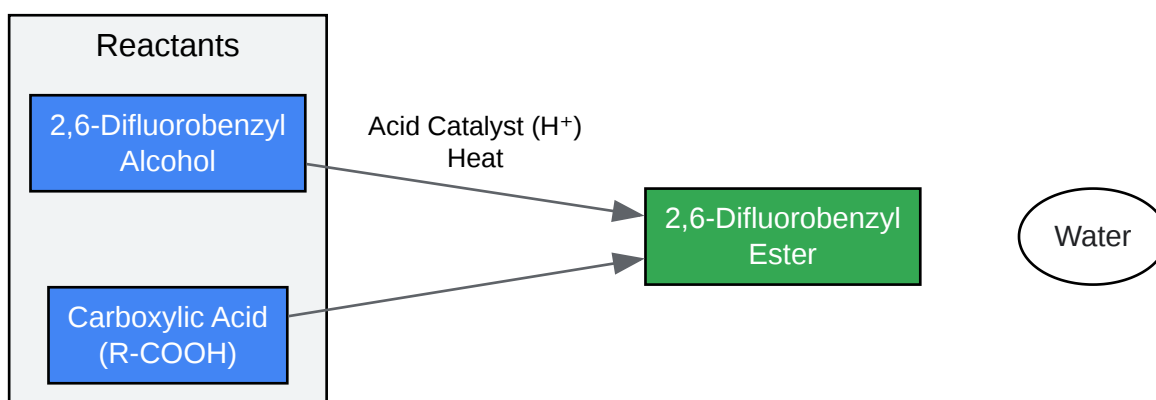 Reactants
2,6-Difluorobenzyl
Alcohol
Acid Catalyst (H⁺)
Heat
2,6-Difluorobenzyl
Ester
Water
Carboxylic Acid
(R-COOH)